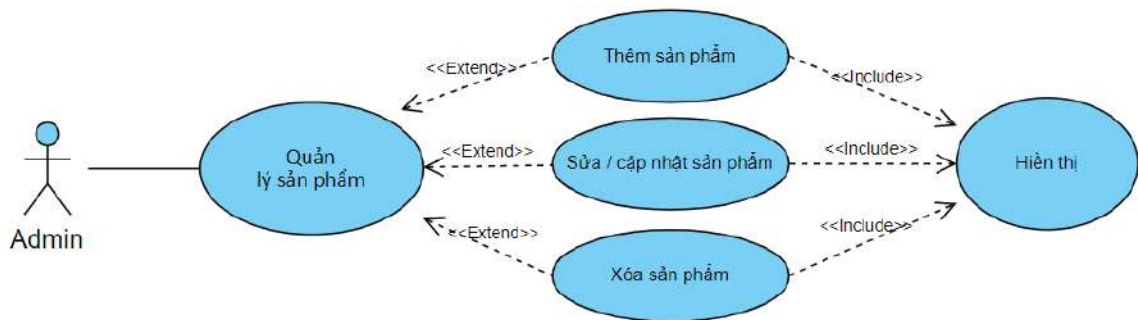 Thêm sản phẩm
<<Extend>>
<<Include>>
Quản
lý sản phẩm
<<Extend>>
Sửa / cập nhật sản phẩm
<<Include>>
Hiển thị
Admin
<<Extend>>
<<Include>>
Xóa sản phẩm